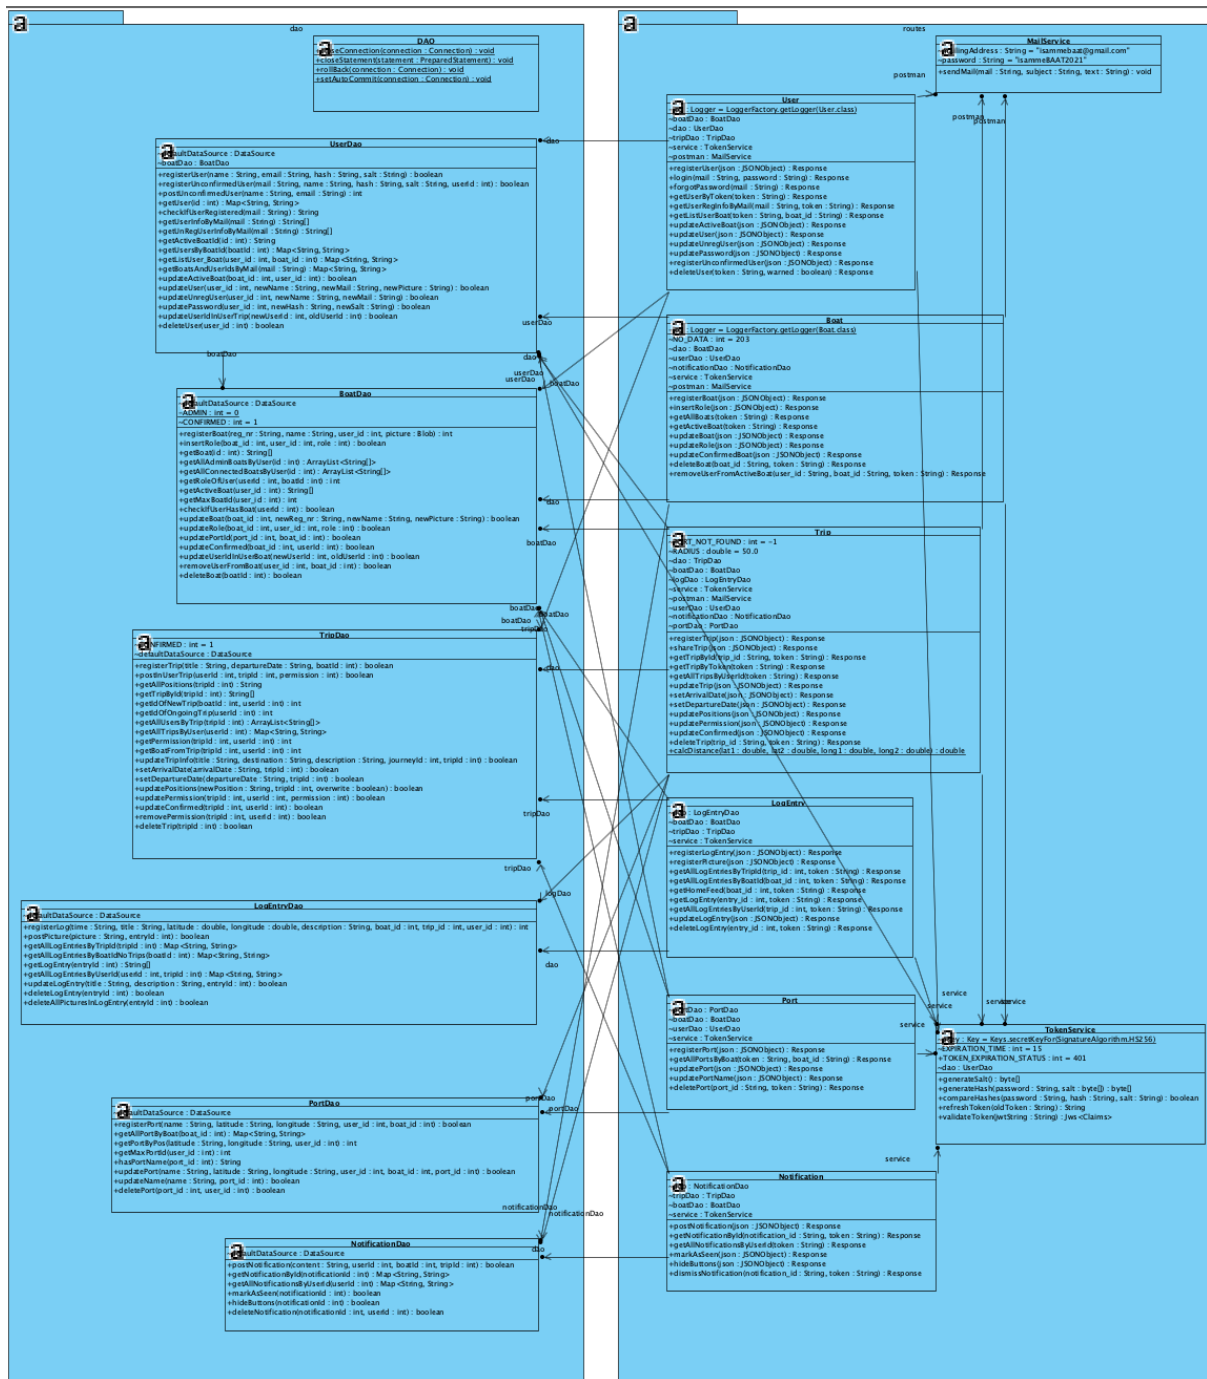 dao
DAO
closeConnection(connection : Connection) : void
+closeStatement(statement : PreparedStatement) : void
+rollBack(connection : Connection) : void
+setAutoCommit(connection : Connection) : void
UserDao
defaultDataSource : DataSource
boatDao : BoatDao
+registerUser(name : String, email : String, hash : String, salt : String) : boolean
+registerUnconfirmedUser(mail : String, name : String, hash : String, salt : String, userId : int) : boolean
+postUnconfirmedUser(name : String, email : String) : int
+getUser(id : int) : Map<String, String>
+checkIfUserRegistered(mail : String) : String
+getUserInfoByMail(mail : String) : String[]
+getUnRegUserInfoByMail(mail : String) : String[]
+getActiveBoatId(id : int) : String
+getUsersByBoatId(boatId : int) : Map<String, String>
+getListUser_Boat(user_id : int, boat_id : int) : Map<String, String>
+getBoatsAndUserIdsByMail(mail : String) : Map<String, String>
+updateActiveBoat(boat_id : int, user_id : int) : boolean
+updateUser(user_id : int, newName : String, newMail : String, newPicture : String) : boolean
+updateUnregUser(user_id : int, newName : String, newMail : String) : boolean
+updatePassword(user_id : int, newHash : String, newSalt : String) : boolean
+updateUserIdInUserTrip(newUserId : int, oldUserId : int) : boolean
+deleteUser(user_id : int) : boolean
boatDao
BoatDao
defaultDataSource : DataSource
~ADMIN : int = 0
~CONFIRMED : int = 1
+registerBoat(reg_nr : String, name : String, user_id : int, picture : Blob) : int
+insertRole(boat_id : int, user_id : int, role : int) : boolean
+getBoat(id : int) : String[]
+getAllAdminBoatsByUser(id : int) : ArrayList<String[]>
+getAllConnectedBoatsByUser(id : int) : ArrayList<String[]>
+getRoleOfUser(userId : int, boatId : int) : int
+getActiveBoat(user_id : int) : String[]
+getMaxBoatId(user_id : int) : int
+checkIfUserHasBoat(userId : int) : boolean
+updateBoat(boat_id : int, newReg_nr : String, newName : String, newPicture : String) : boolean
+updateRole(boat_id : int, user_id : int, role : int) : boolean
+updatePortId(port_id : int, boat_id : int) : boolean
+updateConfirmed(boat_id : int, userId : int) : boolean
+updateUserIdInUserBoat(newUserId : int, oldUserId : int) : boolean
+removeUserFromBoat(user_id : int, boat_id : int) : boolean
+deleteBoat(boatId : int) : boolean
TripDao
CONFIRMED : int = 1
~defaultDataSource : DataSource
+registerTrip(title : String, departureDate : String, boatId : int) : boolean
+postInUserTrip(userId : int, tripId : int, permission : int) : boolean
+getAllPositions(tripId : int) : String
+getTripById(tripId : int) : String[]
+getIdOfNewTrip(boatId : int, userId : int) : int
+getIdOfOngoingTrip(userId : int) : int
+getAllUsersByTrip(tripId : int) : ArrayList<String[]>
+getAllTripsByUser(userId : int) : Map<String, String>
+getPermission(tripId : int, userId : int) : int
+getBoatFromTrip(tripId : int, userId : int) : int
+updateTripInfo(title : String, destination : String, description : String, journeyId : int, tripId : int) : boolean
+setArrivalDate(arrivalDate : String, tripId : int) : boolean
+setDepartureDate(departureDate : String, tripId : int) : boolean
+updatePositions(newPosition : String, tripId : int, overwrite : boolean) : boolean
+updatePermission(tripId : int, userId : int, permission : int) : boolean
+updateConfirmed(tripId : int, userId : int) : boolean
+removePermission(tripId : int, userId : int) : boolean
+deleteTrip(tripId : int) : boolean
LogEntryDao
defaultDataSource : DataSource
+registerLog(time : String, title : String, latitude : double, longitude : double, description : String, boat_id : int, trip_id : int, user_id : int) : int
+postPicture(picture : String, entryId : int) : boolean
+getAllLogEntriesByTripId(tripId : int) : Map<String, String>
+getAllLogEntriesByBoatIdNoTrips(boatId : int) : Map<String, String>
+getLogEntry(entryId : int) : String[]
+getAllLogEntriesByUserId(userId : int, tripId : int) : Map<String, String>
+updateLogEntry(title : String, description : String, entryId : int) : boolean
+deleteLogEntry(entryId : int) : boolean
+deleteAllPicturesInLogEntry(entryId : int) : boolean
PortDao
defaultDataSource : DataSource
+registerPort(name : String, latitude : String, longitude : String, user_id : int, boat_id : int) : boolean
+getAllPortByBoat(boat_id : int) : Map<String, String>
+getPortByPos(latitude : String, longitude : String, user_id : int) : int
+getMaxPortId(user_id : int) : int
+hasPortName(port_id : int) : String
+updatePort(name : String, latitude : String, longitude : String, user_id : int, boat_id : int, port_id : int) : boolean
+updateName(name : String, port_id : int) : boolean
+deletePort(port_id : int, user_id : int) : boolean
NotificationDao
defaultDataSource : DataSource
+postNotification(content : String, userId : int, boatId : int, tripId : int) : boolean
+getNotificationById(notificationId : int) : Map<String, String>
+getAllNotificationsByUserId(userId : int) : Map<String, String>
+markAsSeen(notificationId : int) : boolean
+hideButtons(notificationId : int) : boolean
+deleteNotification(notificationId : int, userId : int) : boolean
dao
userDao
dao
userDao
userDao
boatDao
dao
boatDao
boatDao
boatDao
boatDao
tripDao
dao
tripDao
tripDao
logDao
dao
portDao
portDao
notificationDao
notificationDao
dao
routes
MailService
mailingAddress : String = "isammebaat@gmail.com"
~password : String = "isammeBAAT2021"
+sendMail(mail : String, subject : String, text : String) : void
postman
postman
postman
User
Logger = LoggerFactory.getLogger(User.class)
~boatDao : BoatDao
~dao : UserDao
~tripDao : TripDao
~service : TokenService
~postman : MailService
+registerUser(json : JSONObject) : Response
+login(mail : String, password : String) : Response
+forgotPassword(mail : String) : Response
+getUserByToken(token : String) : Response
+getUserRegInfoByMail(mail : String, token : String) : Response
+getListUserBoat(token : String, boat_id : String) : Response
+updateActiveBoat(json : JSONObject) : Response
+updateUser(json : JSONObject) : Response
+updateUnregUser(json : JSONObject) : Response
+updatePassword(json : JSONObject) : Response
+registerUnconfirmedUser(json : JSONObject) : Response
+deleteUser(token : String, warned : boolean) : Response
Boat
Logger = LoggerFactory.getLogger(Boat.class)
~NO_DATA : int = 203
~dao : BoatDao
~userDao : UserDao
~notificationDao : NotificationDao
~service : TokenService
~postman : MailService
+registerBoat(json : JSONObject) : Response
+insertRole(json : JSONObject) : Response
+getAllBoats(token : String) : Response
+getActiveBoat(token : String) : Response
+updateBoat(json : JSONObject) : Response
+updateRole(json : JSONObject) : Response
+updateConfirmedBoat(json : JSONObject) : Response
+deleteBoat(boat_id : String, token : String) : Response
+removeUserFromActiveBoat(user_id : String, boat_id : String, token : String) : Response
Trip
PORT_NOT_FOUND : int = -1
~RADIUS : double = 50.0
~dao : TripDao
~boatDao : BoatDao
~logDao : LogEntryDao
~service : TokenService
~postman : MailService
~userDao : UserDao
~notificationDao : NotificationDao
~portDao : PortDao
+registerTrip(json : JSONObject) : Response
+shareTrip(json : JSONObject) : Response
+getTripById(trip_id : String, token : String) : Response
+getTripByToken(token : String) : Response
+getAllTripsByUserId(token : String) : Response
+updateTrip(json : JSONObject) : Response
+setArrivalDate(json : JSONObject) : Response
+setDepartureDate(json : JSONObject) : Response
+updatePositions(json : JSONObject) : Response
+updatePermission(json : JSONObject) : Response
+updateConfirmed(json : JSONObject) : Response
+deleteTrip(trip_id : String, token : String) : Response
+calcDistance(lat1 : double, lat2 : double, long1 : double, long2 : double) : double
LogEntry
LogEntryDao
~boatDao : BoatDao
~tripDao : TripDao
~service : TokenService
+registerLogEntry(json : JSONObject) : Response
+registerPicture(json : JSONObject) : Response
+getAllLogEntriesByTripId(trip_id : int, token : String) : Response
+getAllLogEntriesByBoatId(boat_id : int, token : String) : Response
+getHomeFeed(boat_id : int, token : String) : Response
+getLogEntry(entry_id : int, token : String) : Response
+getAllLogEntriesByUserId(trip_id : int, token : String) : Response
+updateLogEntry(json : JSONObject) : Response
+deleteLogEntry(entry_id : int, token : String) : Response
Port
PortDao
~boatDao : BoatDao
~userDao : UserDao
~service : TokenService
+registerPort(json : JSONObject) : Response
+getAllPortsByBoat(token : String, boat_id : String) : Response
+updatePort(json : JSONObject) : Response
+updatePortName(json : JSONObject) : Response
+deletePort(port_id : String, token : String) : Response
service
service
service
service
TokenService
Key = Keys.secretKeyFor(SignatureAlgorithm.HS256)
~EXPIRATION_TIME : int = 15
+TOKEN_EXPIRATION_STATUS : int = 401
~dao : UserDao
+generateSalt() : byte[]
+generateHash(password : String, salt : byte[]) : byte[]
+compareHashes(password : String, hash : String, salt : String) : boolean
+refreshToken(oldToken : String) : String
+validateToken(jwtString : String) : Jws<Claims>
service
Notification
NotificationDao
~tripDao : TripDao
~boatDao : BoatDao
~service : TokenService
+postNotification(json : JSONObject) : Response
+getNotificationById(notification_id : String, token : String) : Response
+getAllNotificationsByUserId(token : String) : Response
+markAsSeen(json : JSONObject) : Response
+hideButtons(json : JSONObject) : Response
+dismissNotification(notification_id : String, token : String) : Response